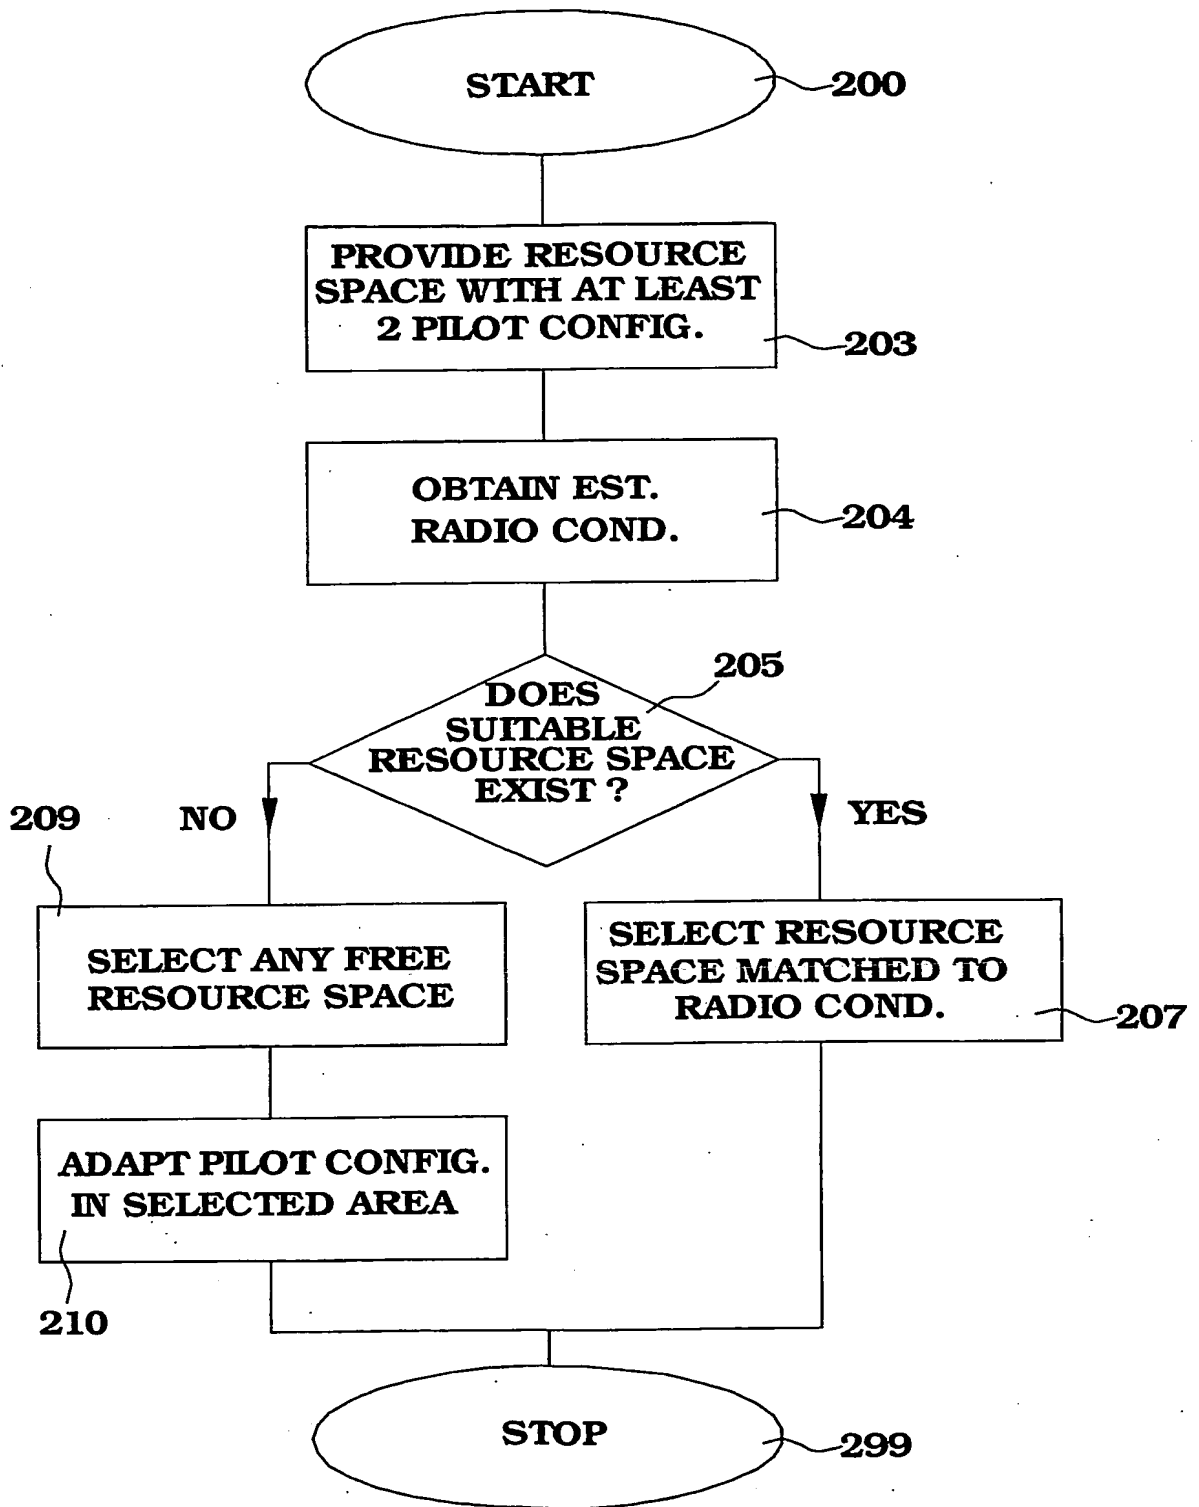 START
200
PROVIDE RESOURCE
SPACE WITH AT LEAST
2 PILOT CONFIG.
203
OBTAIN EST.
RADIO COND.
204
205
DOES
SUITABLE
RESOURCE SPACE
EXIST ?
NO
YES
209
SELECT ANY FREE
RESOURCE SPACE
SELECT RESOURCE
SPACE MATCHED TO
RADIO COND.
207
ADAPT PILOT CONFIG.
IN SELECTED AREA
210
STOP
299